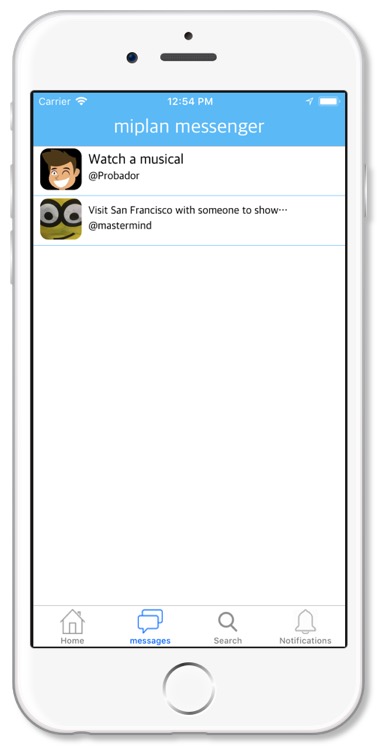 Carrier 12:54 PM
miplan messenger
Watch a musical
@Probador
Visit San Francisco with someone to show···
@mastermind
Home messages Search Notifications